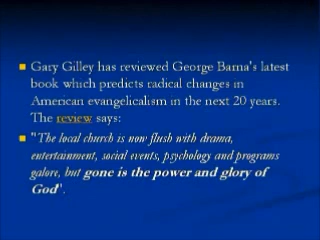 Gary Gilley has reviewed George Barna's latest
book which predicts radical changes in
American evangelicalism in the next 20 years.
The review says:
"The local church is now flush with drama,
entertainment, social events, psychology and programs
galore, but gone is the power and glory of
God".